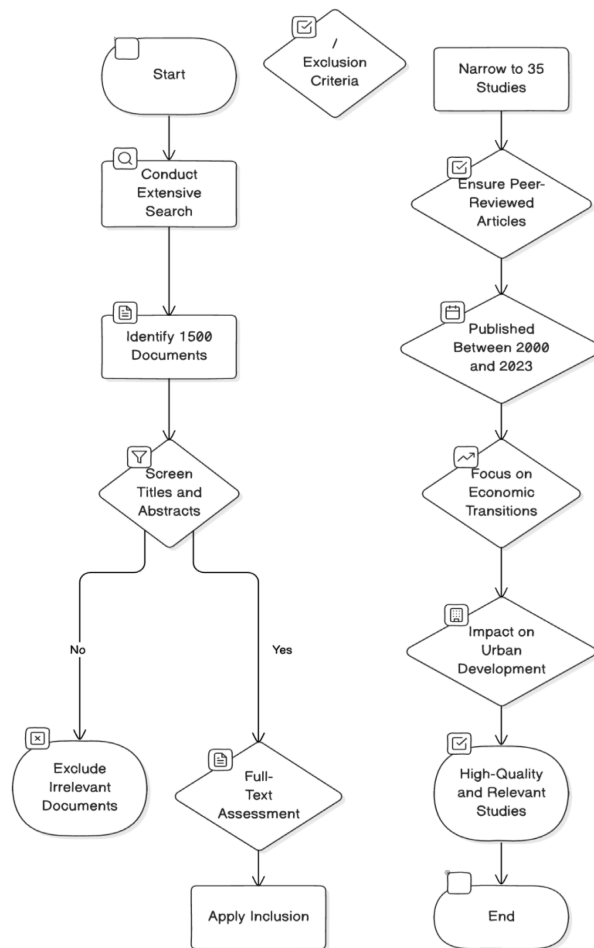 Start
Conduct
Extensive
Search
Identify 1500
Documents
Screen
Titles and
Abstracts
No
Yes
Exclude
Irrelevant
Documents
Full-
Text
Assessment
Apply Inclusion
/
Exclusion
Criteria
Narrow to 35
Studies
Ensure Peer-
Reviewed
Articles
Published
Between 2000
and 2023
Focus on
Economic
Transitions
Impact on
Urban
Development
High-Quality
and Relevant
Studies
End